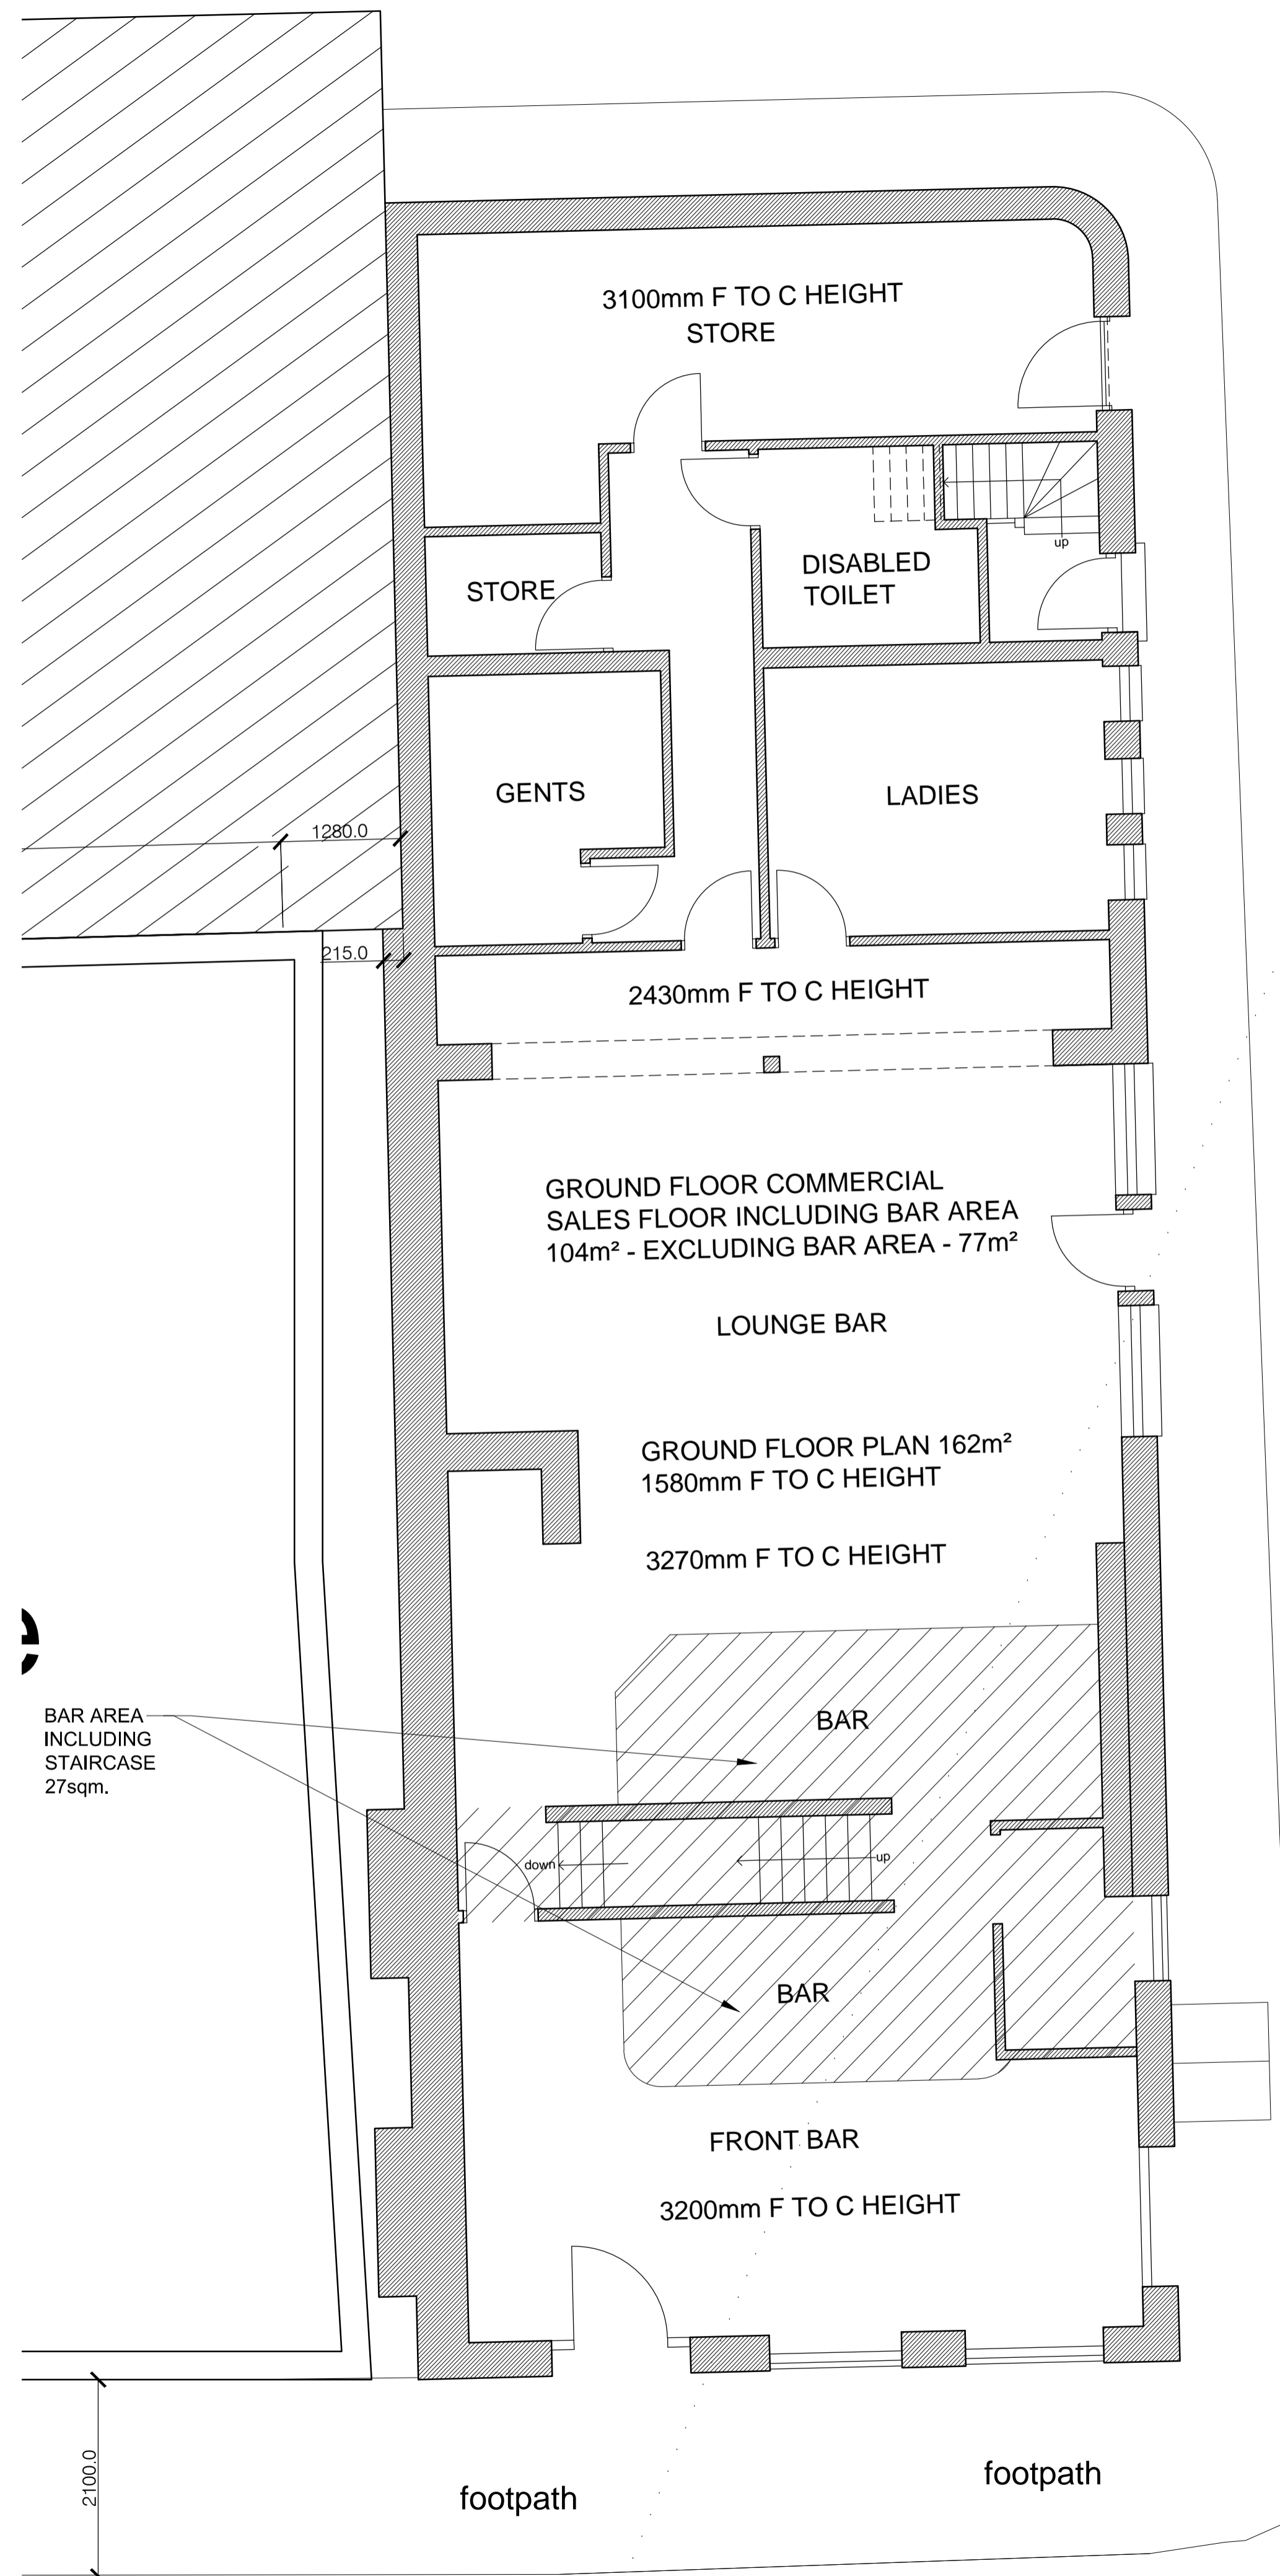 3100mm F TO C HEIGHT
STORE
up
DISABLED
TOILET
STORE
GENTS
LADIES
1280.0
215.0
2430mm F TO C HEIGHT
GROUND FLOOR COMMERCIAL
SALES FLOOR INCLUDING BAR AREA
104m² - EXCLUDING BAR AREA - 77m²
LOUNGE BAR
GROUND FLOOR PLAN 162m²
1580mm F TO C HEIGHT
3270mm F TO C HEIGHT
e
BAR AREA
INCLUDING
STAIRCASE
27sqm.
BAR
down
up
BAR
FRONT BAR
3200mm F TO C HEIGHT
2100.0
footpath
footpath